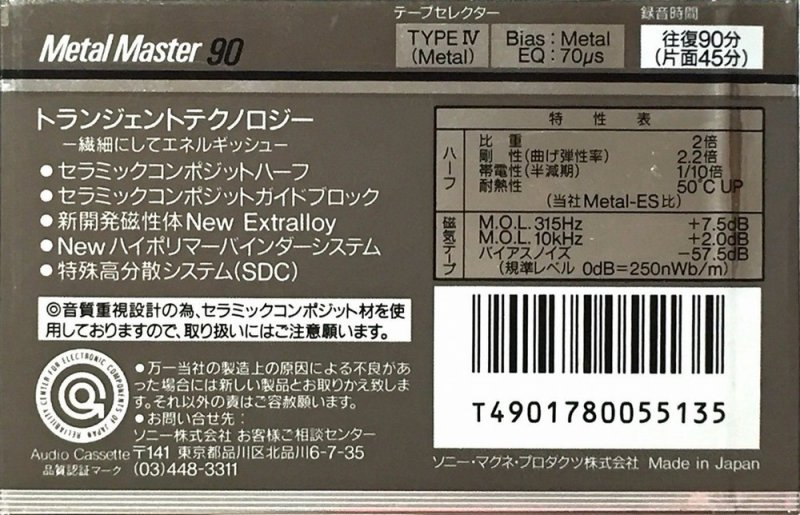 Metal Master 90
テープセレクター
TYPE Ⅳ
(Metal)
Bias : Metal
EQ : 70μs
録音時間
往復90分
(片面45分)
トランジェントテクノロジー
―繊細にしてエネルギッシュ―
●セラミックコンポジットハーフ
●セラミックコンポジットガイドブロック
●新開発磁性体New Extralloy
●Newハイポリマーバインダーシステム
●特殊高分散システム(SDC)
◎音質重視設計の為、セラミックコンポジット材を使
用しておりますので、取り扱いにはご注意願います。
RELIABILITY CENTER FOR ELECTRONIC COMPONENTS OF JAPAN
Audio Cassette
品質認証マーク
●万一当社の製造上の原因による不良があ
った場合には新しい製品とお取りかえ致しま
す。それ以外の責はご容赦願います。
●お問い合せ先:
ソニー株式会社 お客様ご相談センター
〒141 東京都品川区北品川6-7-35
(03)448-3311
特性表
ハーフ
比重 2倍
剛性(曲げ弾性率) 2.2倍
帯電性(半減期) 1/10倍
耐熱性 50℃ UP
(当社Metal-ES比)
磁気テープ
M.O.L. 315Hz +7.5dB
M.O.L. 10kHz +2.0dB
バイアスノイズ −57.5dB
(規準レベル 0dB=250nWb/m)
T4901780055135
ソニー・マグネ・プロダクツ株式会社 Made in Japan